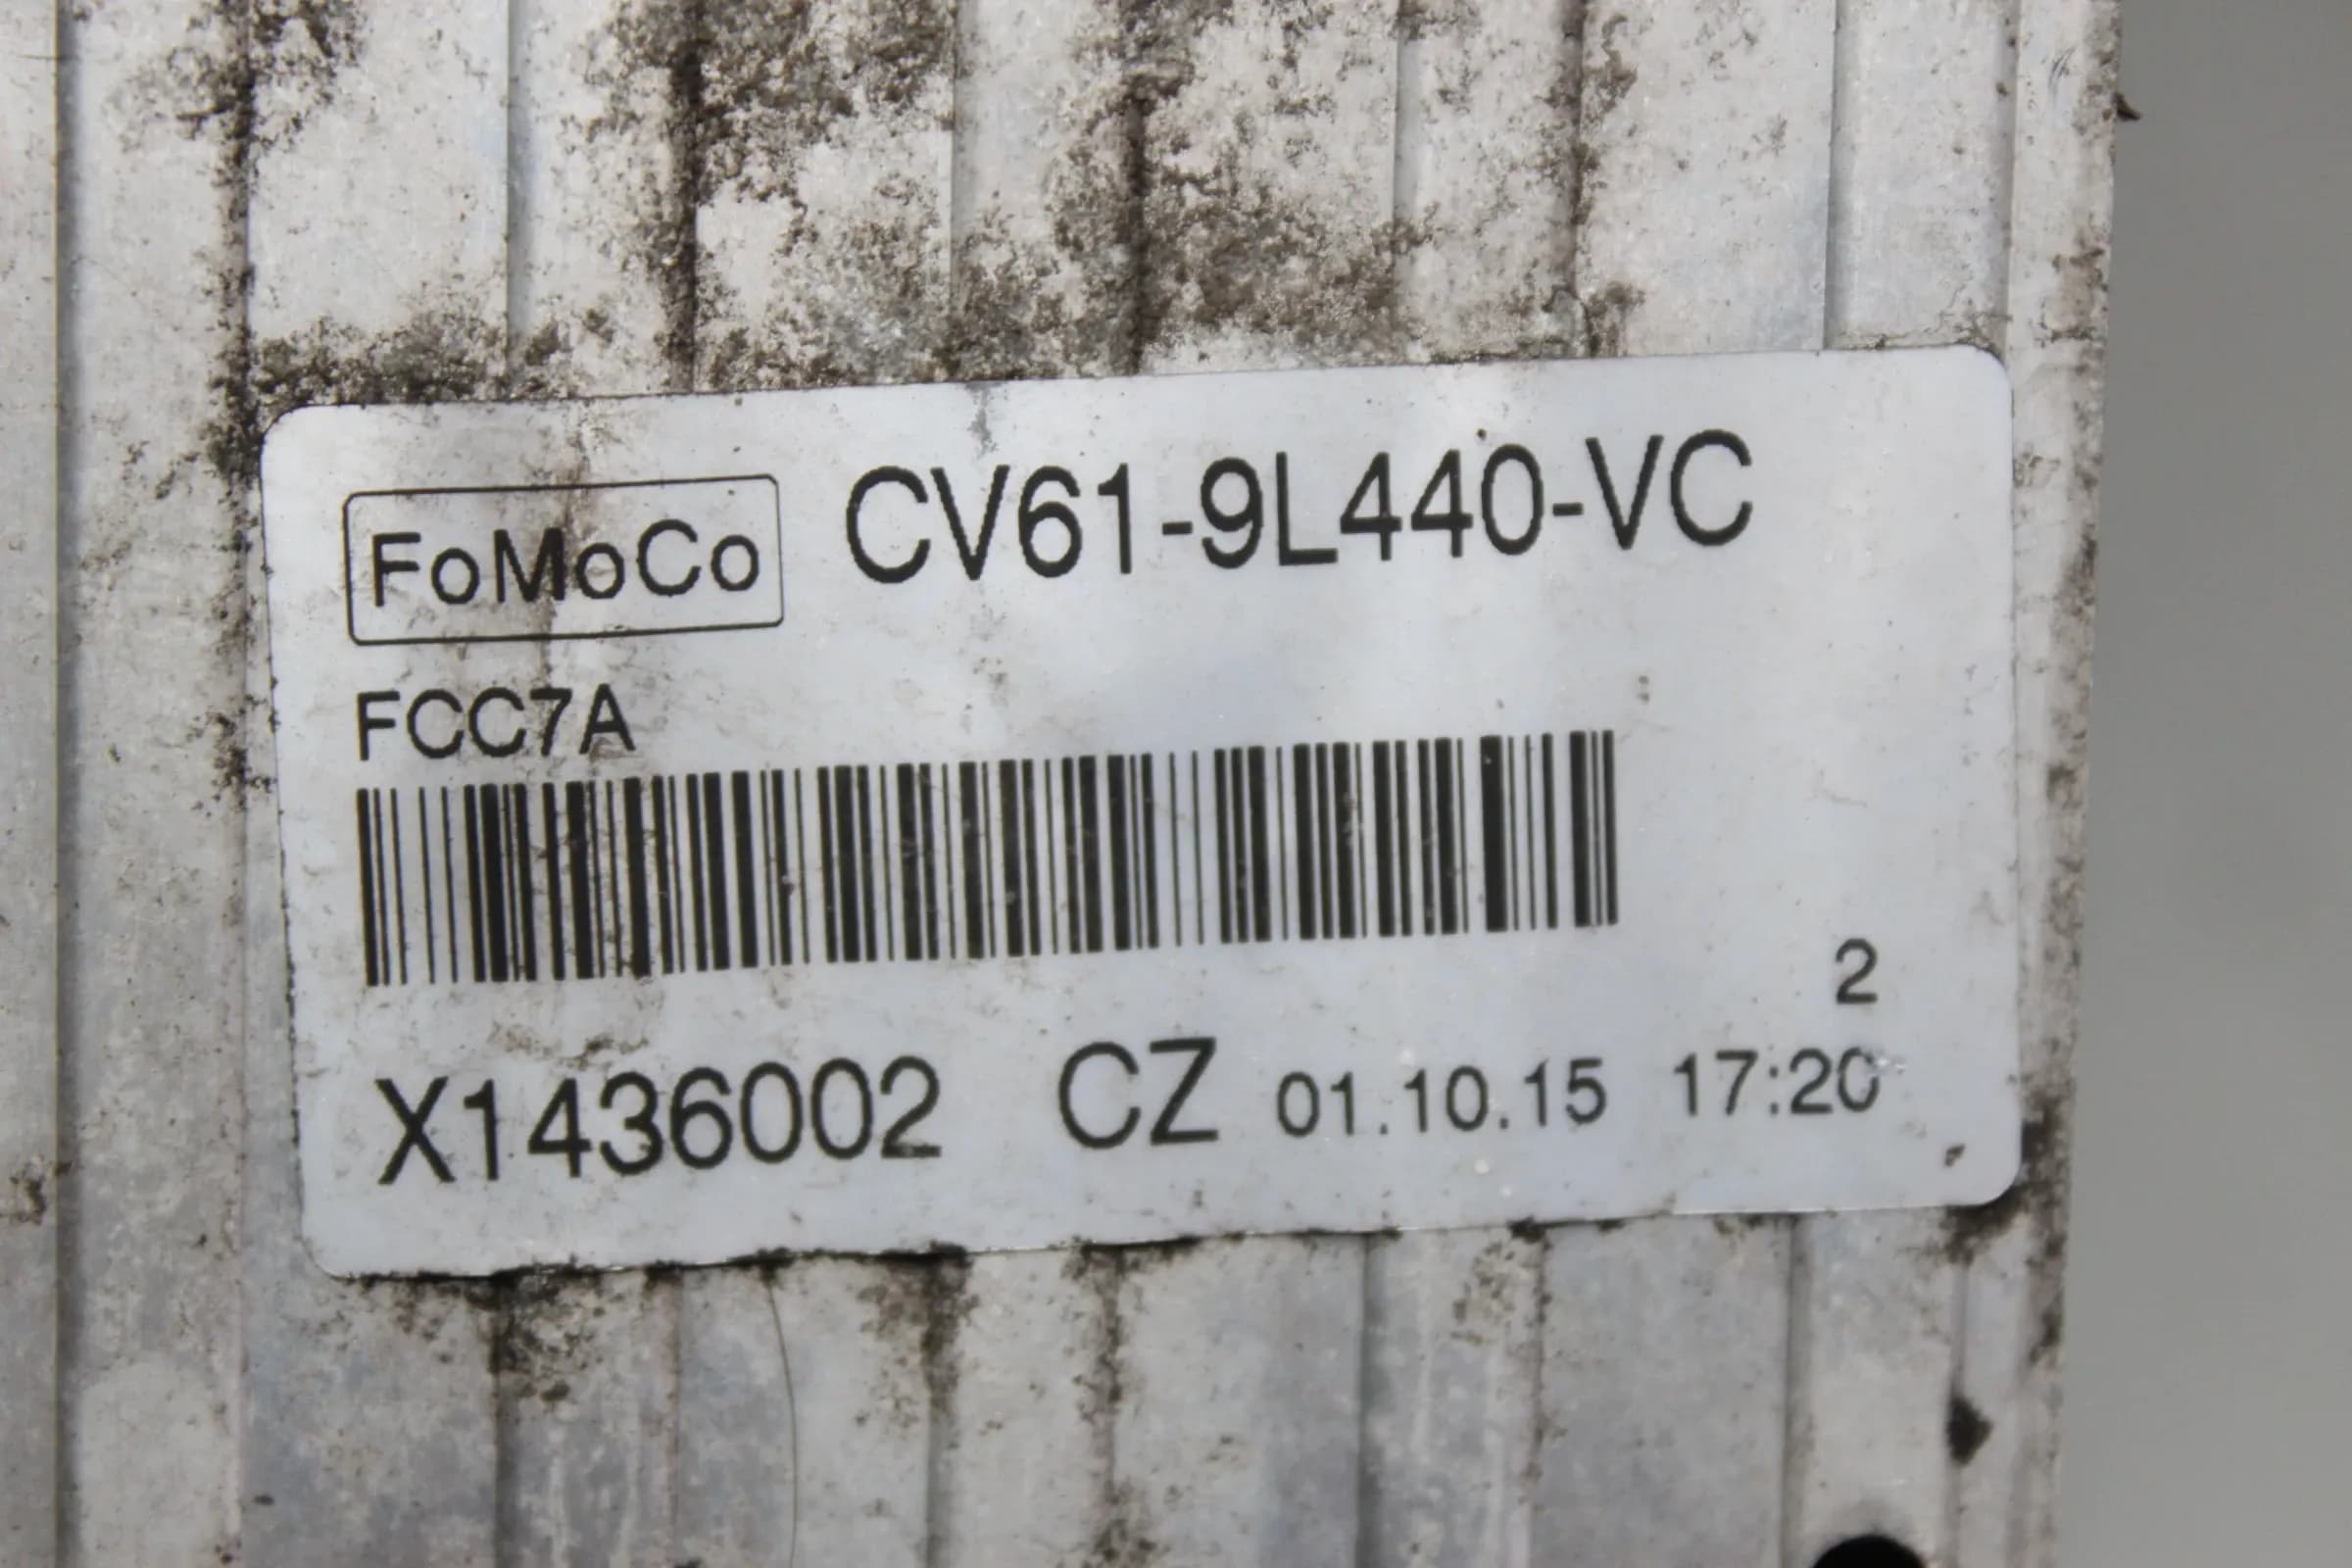 FoMoCo CV61-9L440-VC
FCC7A
2
X1436002 CZ 01.10.15 17:20